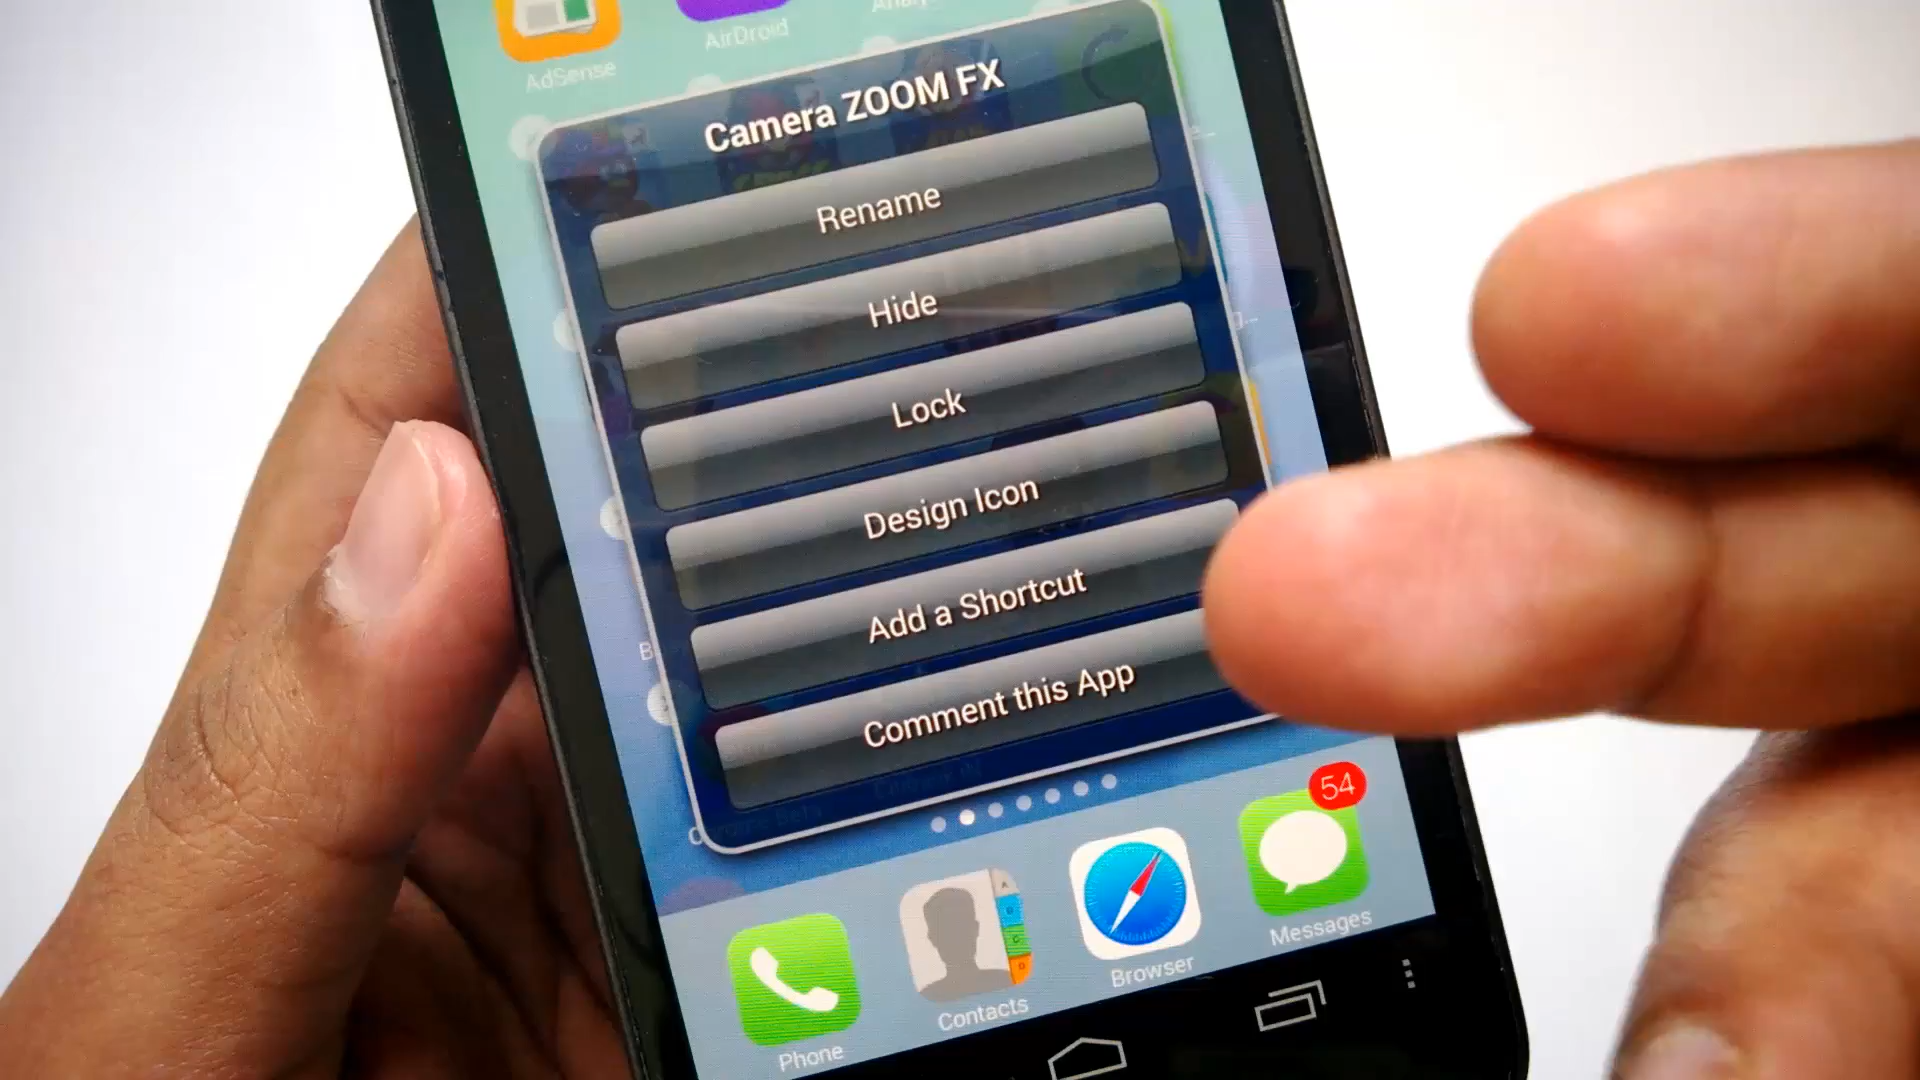 AdSense
AirDroid
Camera ZOOM FX
Rename
Hide
Lock
Design Icon
Add a Shortcut
Comment this App
54
Phone
Contacts
Browser
Messages